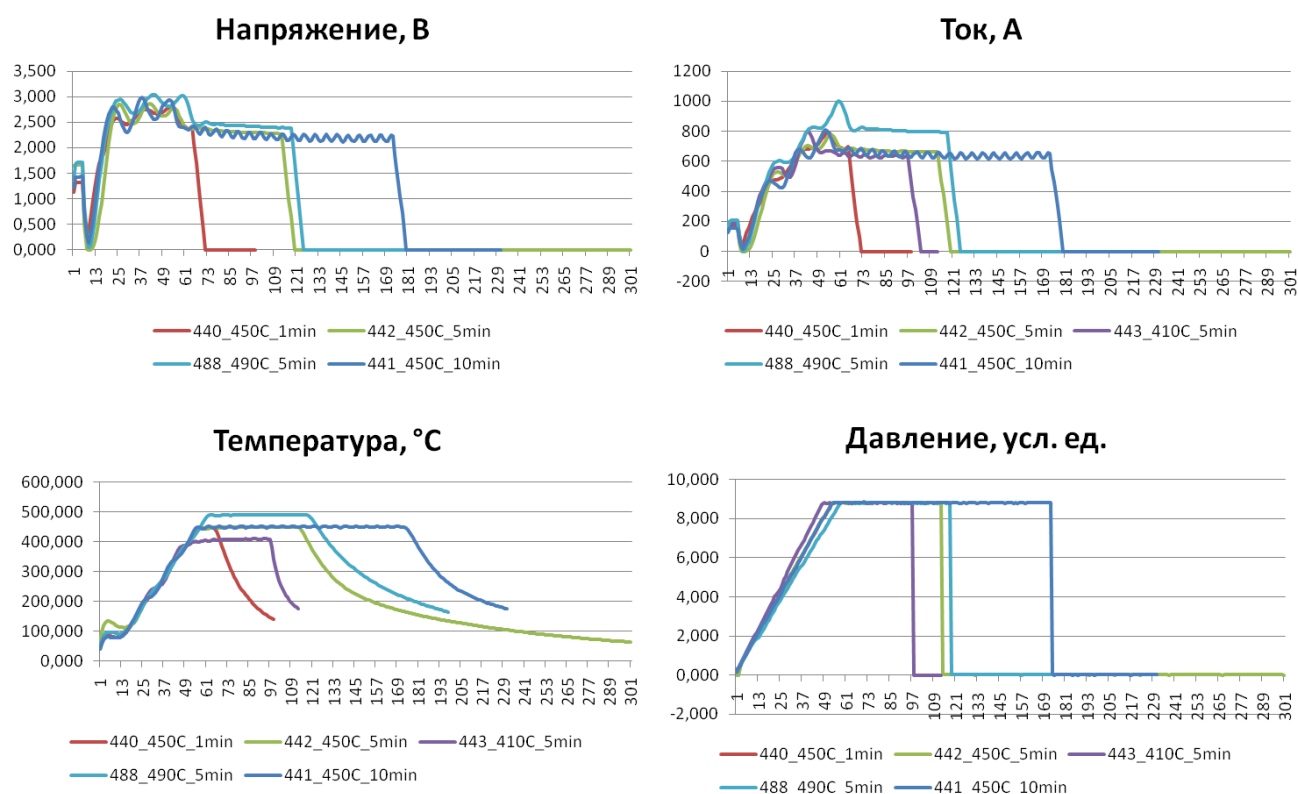 Напряжение, В
3,500
3,000
2,500
2,000
1,500
1,000
0,500
0,000
1 13 25 37 49 61 73 85 97 109 121 133 145 157 169 181 193 205 217 229 241 253 265 277 289 301
440_450C_1min 442_450C_5min
488_490C_5min 441_450C_10min
Ток, А
1200
1000
800
600
400
200
0
-200
1 13 25 37 49 61 73 85 97 109 121 133 145 157 169 181 193 205 217 229 241 253 265 277 289 301
440_450C_1min 442_450C_5min 443_410C_5min
488_490C_5min 441_450C_10min
Температура, °C
600,000
500,000
400,000
300,000
200,000
100,000
0,000
1 13 25 37 49 61 73 85 97 109 121 133 145 157 169 181 193 205 217 229 241 253 265 277 289 301
440_450C_1min 442_450C_5min 443_410C_5min
488_490C_5min 441_450C_10min
Давление, усл. ед.
10,000
8,000
6,000
4,000
2,000
0,000
-2,000
1 13 25 37 49 61 73 85 97 109 121 133 145 157 169 181 193 205 217 229 241 253 265 277 289 301
440_450C_1min 442_450C_5min 443_410C_5min
488_490C_5min 441_450C_10min